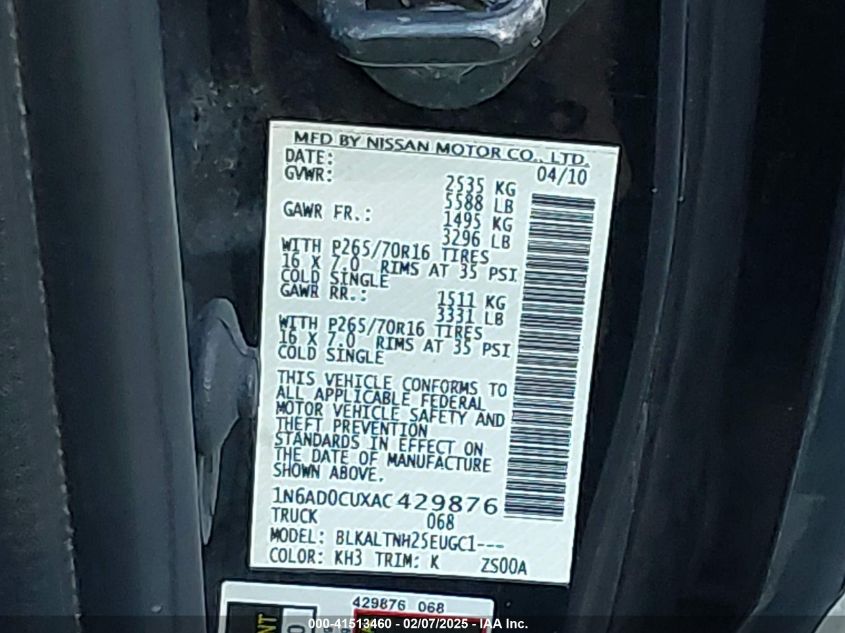 MFD BY NISSAN MOTOR CO., LTD.
DATE: 04/10
GVWR: 2535 KG
5588 LB
GAWR FR.: 1495 KG
3296 LB
WITH P265/70R16 TIRES
16 X 7.0 RIMS AT 35 PSI
COLD SINGLE
GAWR RR.: 1511 KG
3331 LB
WITH P265/70R16 TIRES
16 X 7.0 RIMS AT 35 PSI
COLD SINGLE
THIS VEHICLE CONFORMS TO
ALL APPLICABLE FEDERAL
MOTOR VEHICLE SAFETY AND
THEFT PREVENTION
STANDARDS IN EFFECT ON
THE DATE OF MANUFACTURE
SHOWN ABOVE.
1N6AD0CUXAC429876
TRUCK 068
MODEL: BLKALTNH25EUGC1---
COLOR: KH3 TRIM: K ZS00A
429876 068
000-41513460 - 02/07/2025 - IAA Inc.